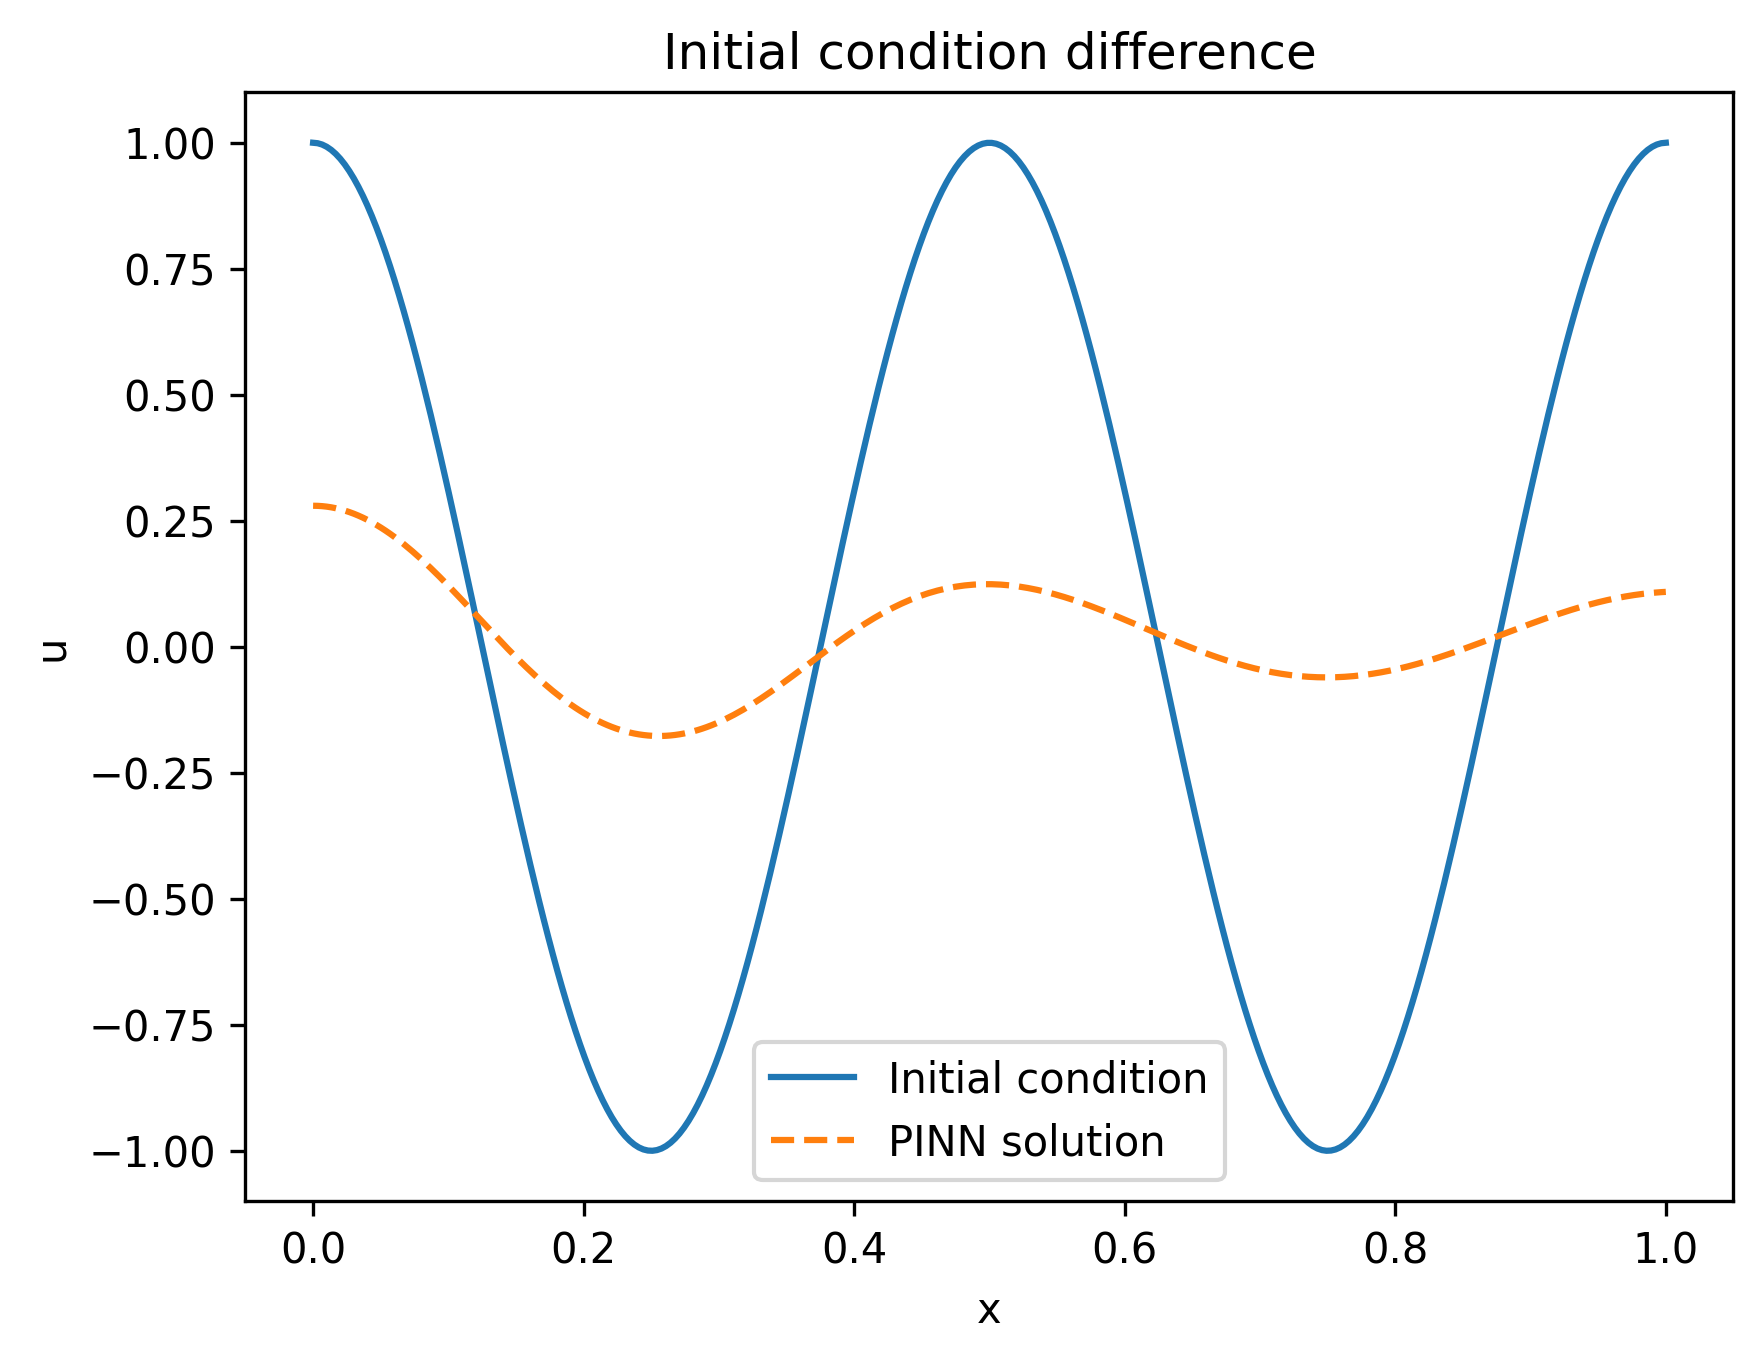 Initial condition difference
1.00
0.75
0.50
0.25
0.00
−0.25
−0.50
−0.75
−1.00
u
Initial condition
PINN solution
0.0 0.2 0.4 0.6 0.8 1.0
x